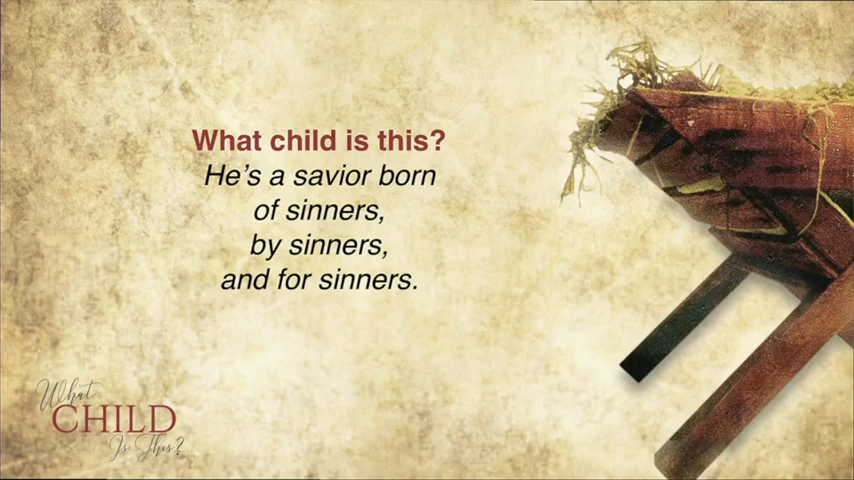 What child is this?
He's a savior born
of sinners,
by sinners,
and for sinners.
What
CHILD
Is This?